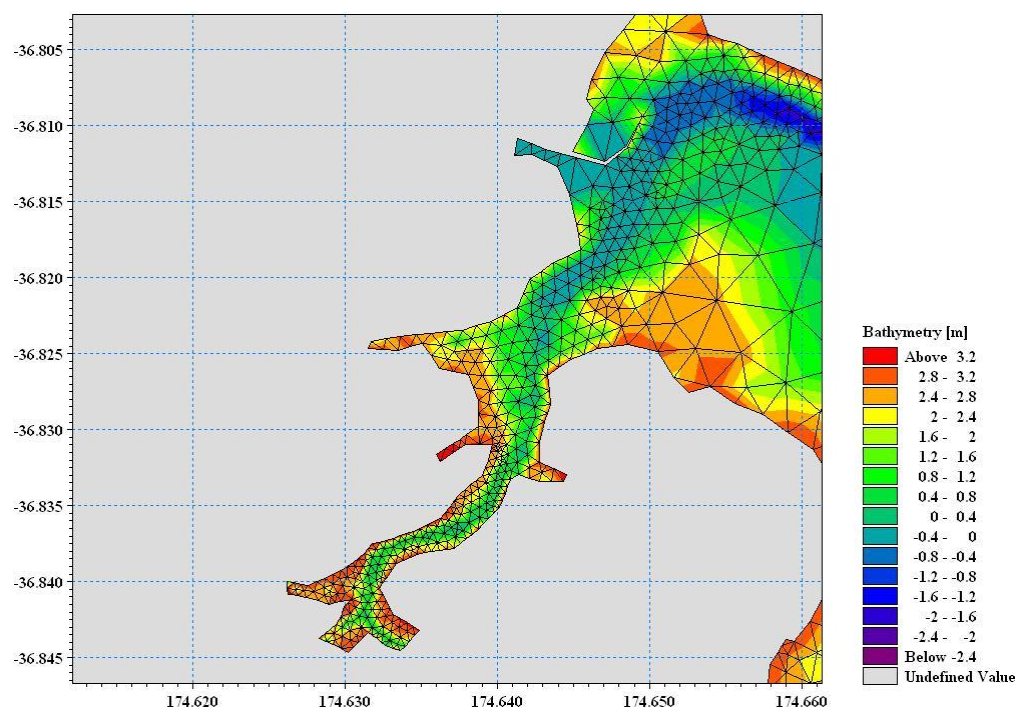 -36.805
-36.810
-36.815
-36.820
-36.825
-36.830
-36.835
-36.840
-36.845
174.620 174.630 174.640 174.650 174.660
Bathymetry [m]
Above 3.2
2.8 - 3.2
2.4 - 2.8
2 - 2.4
1.6 - 2
1.2 - 1.6
0.8 - 1.2
0.4 - 0.8
0 - 0.4
-0.4 - 0
-0.8 - -0.4
-1.2 - -0.8
-1.6 - -1.2
-2 - -1.6
-2.4 - -2
Below -2.4
Undefined Value